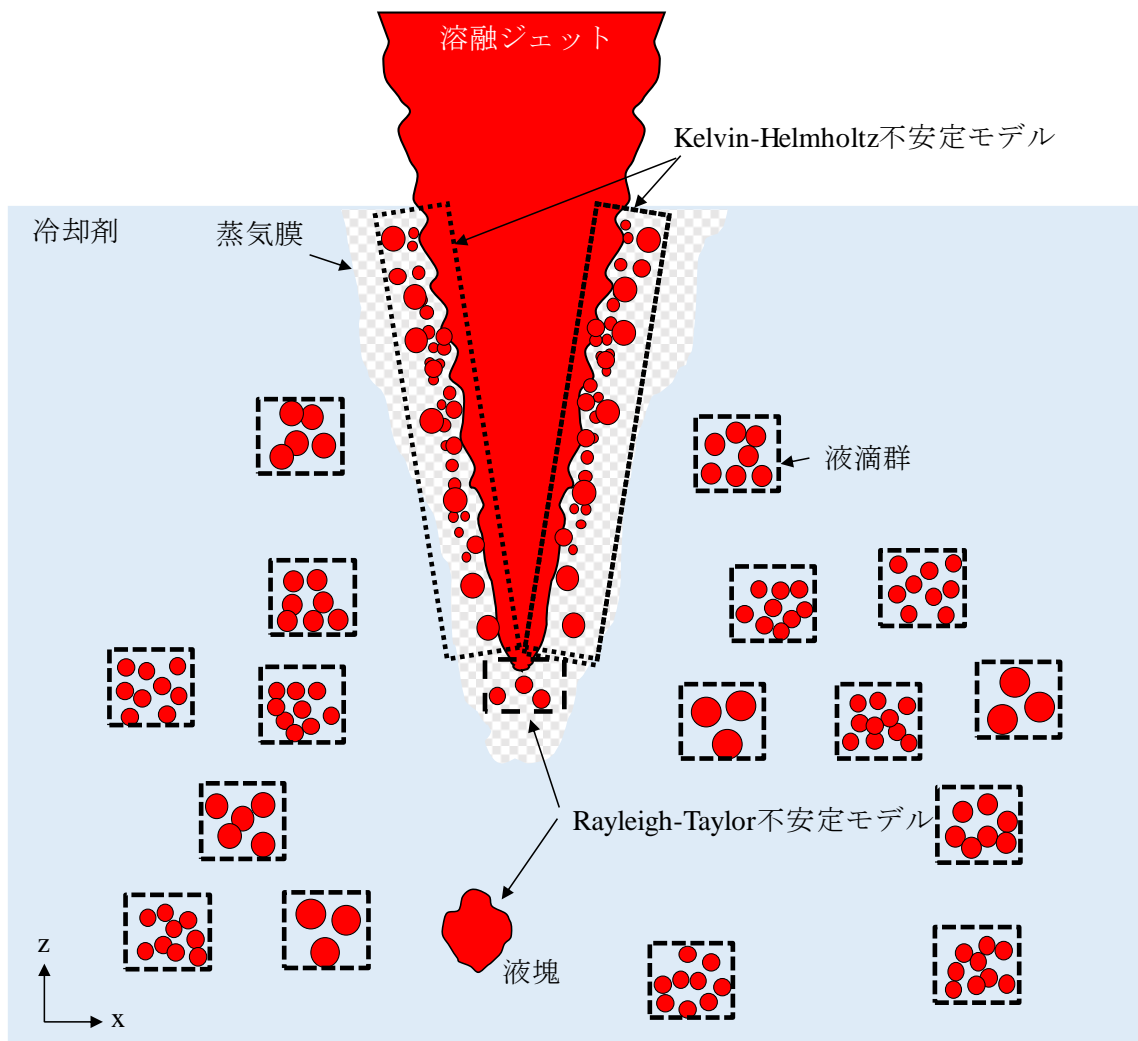 溶融ジェット
Kelvin-Helmholtz不安定モデル
冷却剤
蒸気膜
液滴群
Rayleigh-Taylor不安定モデル
液塊
z
x